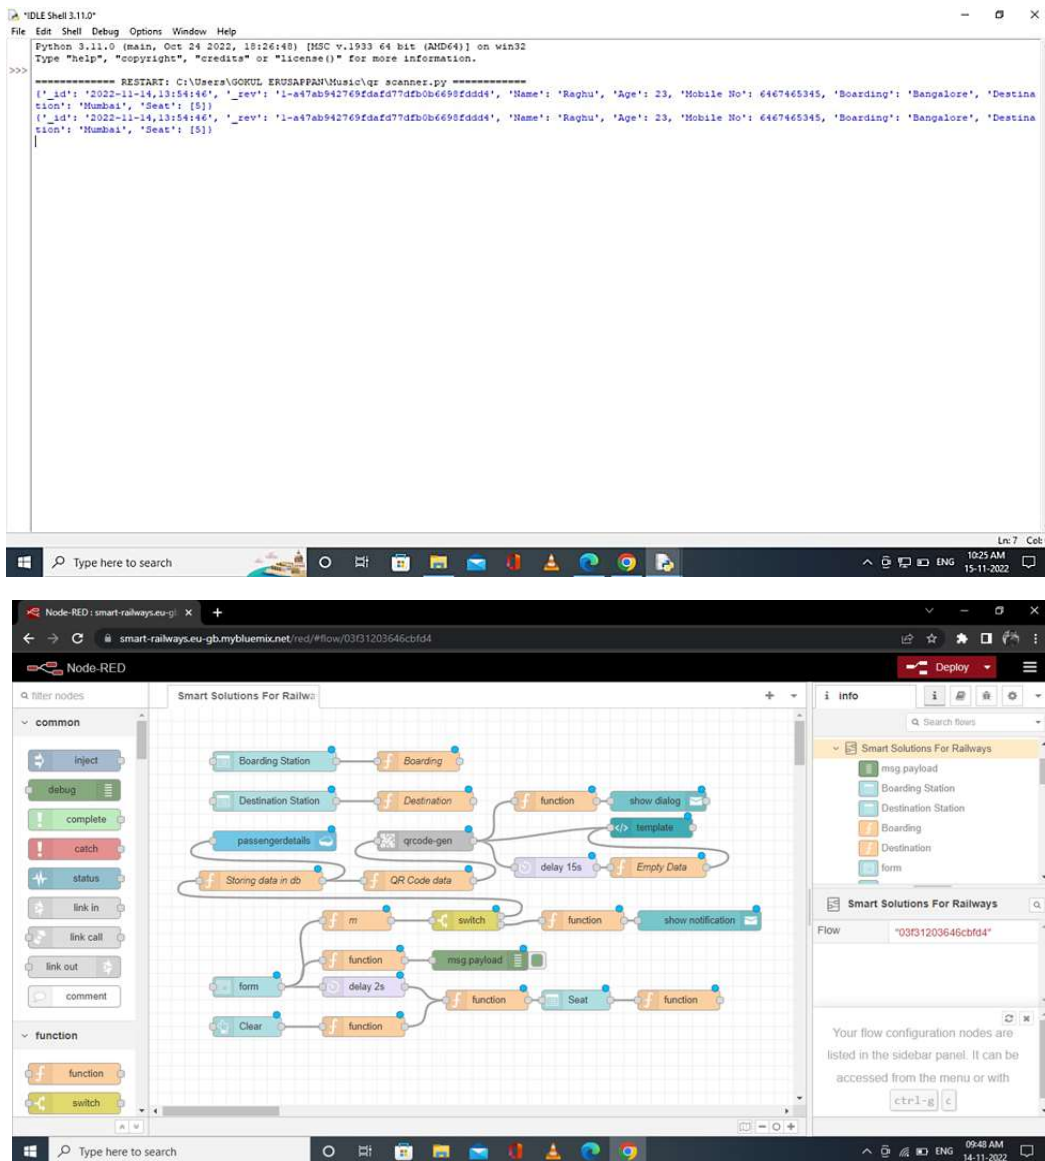 *IDLE Shell 3.11.0*
File Edit Shell Debug Options Window Help
Python 3.11.0 (main, Oct 24 2022, 18:26:48) [MSC v.1933 64 bit (AMD64)] on win32
Type "help", "copyright", "credits" or "license()" for more information.
>>>
============= RESTART: C:\Users\GOKUL ERUSAPPAN\Music\qr scanner.py ============
{'_id': '2022-11-14,13:54:46', '_rev': '1-a47ab942769fdafd77dfb0b6698fddd4', 'Name': 'Raghu', 'Age': 23, 'Mobile No': 6467465345, 'Boarding': 'Bangalore', 'Destina
tion': 'Mumbai', 'Seat': [5]}
{'_id': '2022-11-14,13:54:46', '_rev': '1-a47ab942769fdafd77dfb0b6698fddd4', 'Name': 'Raghu', 'Age': 23, 'Mobile No': 6467465345, 'Boarding': 'Bangalore', 'Destina
tion': 'Mumbai', 'Seat': [5]}
Ln: 7 Col:
Type here to search
ENG
10:25 AM
15-11-2022
Node-RED : smart-railways.eu-g
smart-railways.eu-gb.mybluemix.net/red/#flow/03f31203646cbfd4
Node-RED
Deploy
filter nodes
Smart Solutions For Railwa
i info
i
Search flows
common
inject
debug
complete
catch
status
link in
link call
link out
comment
function
function
switch
Boarding Station
Boarding
Destination Station
Destination
function
show dialog
passengerdetails
qrcode-gen
template
Storing data in db
QR Code data
delay 15s
Empty Data
m
switch
function
show notification
function
msg.payload
form
delay 2s
function
Seat
function
Clear
function
Smart Solutions For Railways
msg.payload
Boarding Station
Destination Station
Boarding
Destination
form
Smart Solutions For Railways
Flow "03f31203646cbfd4"
Your flow configuration nodes are
listed in the sidebar panel. It can be
accessed from the menu or with
ctrl-g c
Type here to search
ENG
09:48 AM
14-11-2022